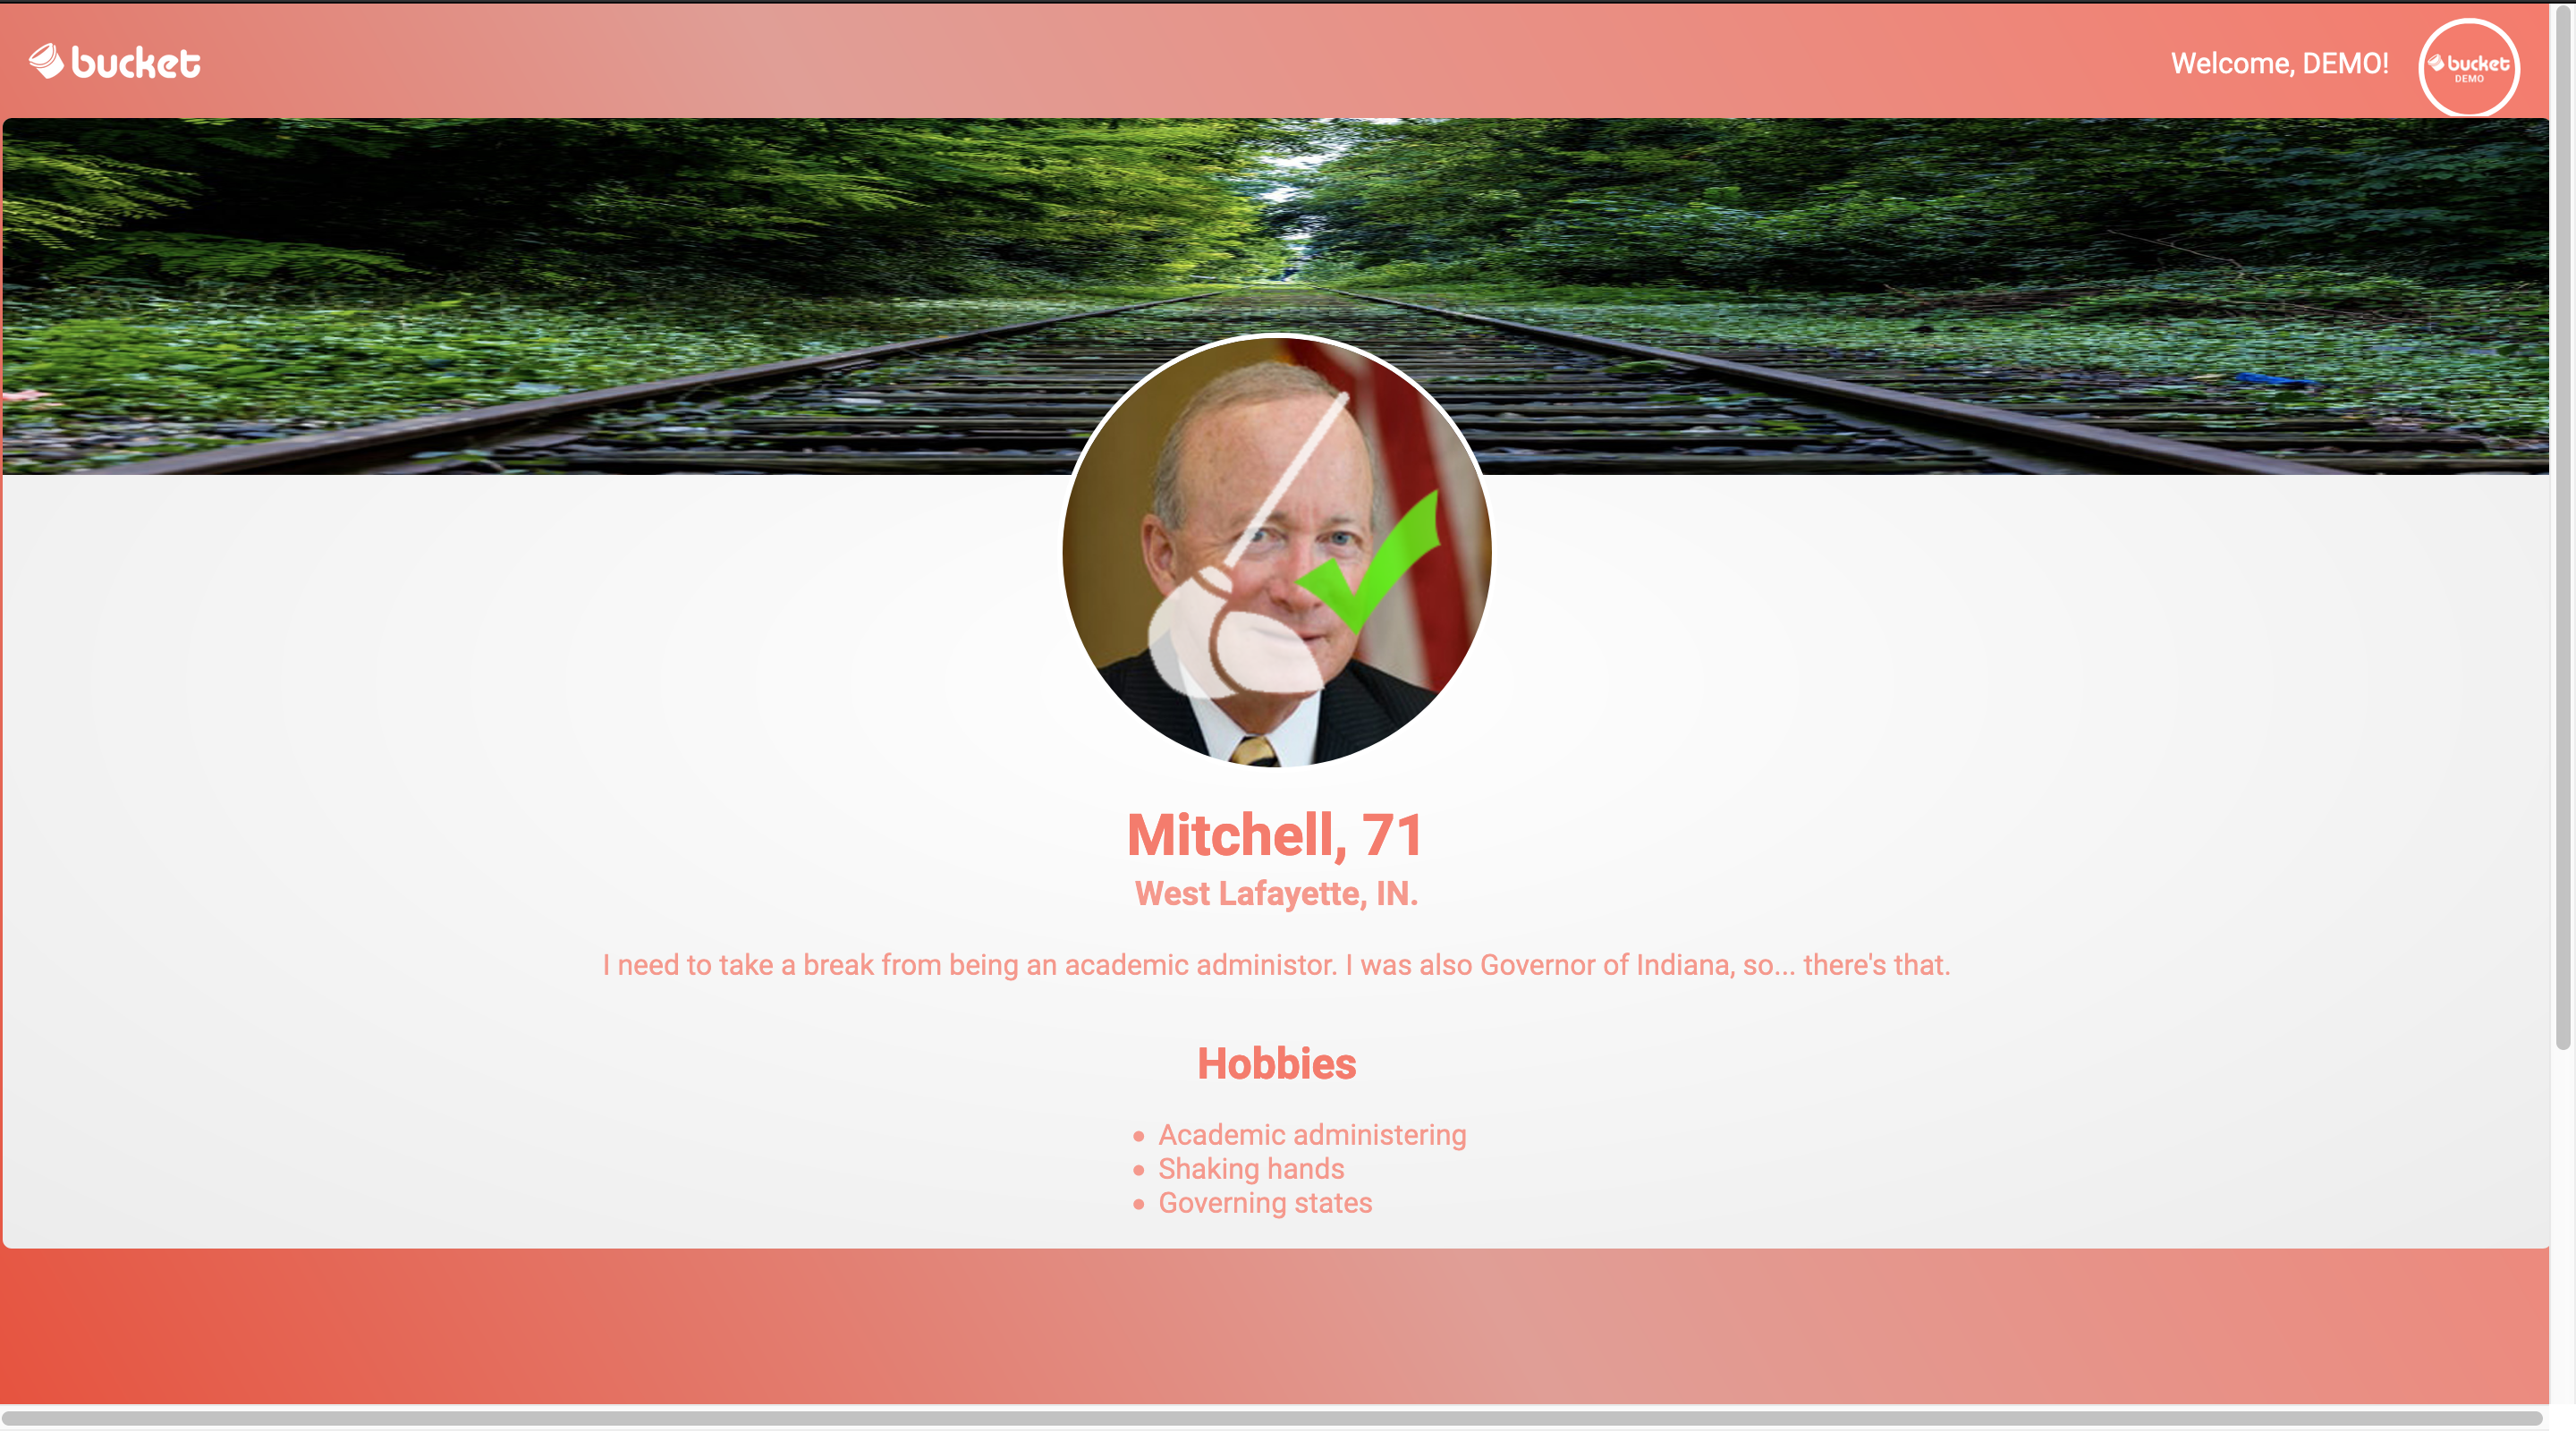 bucket
Welcome, DEMO!
bucket
DEMO
Mitchell, 71
West Lafayette, IN.
I need to take a break from being an academic administor. I was also Governor of Indiana, so... there's that.
Hobbies
Academic administering
Shaking hands
Governing states